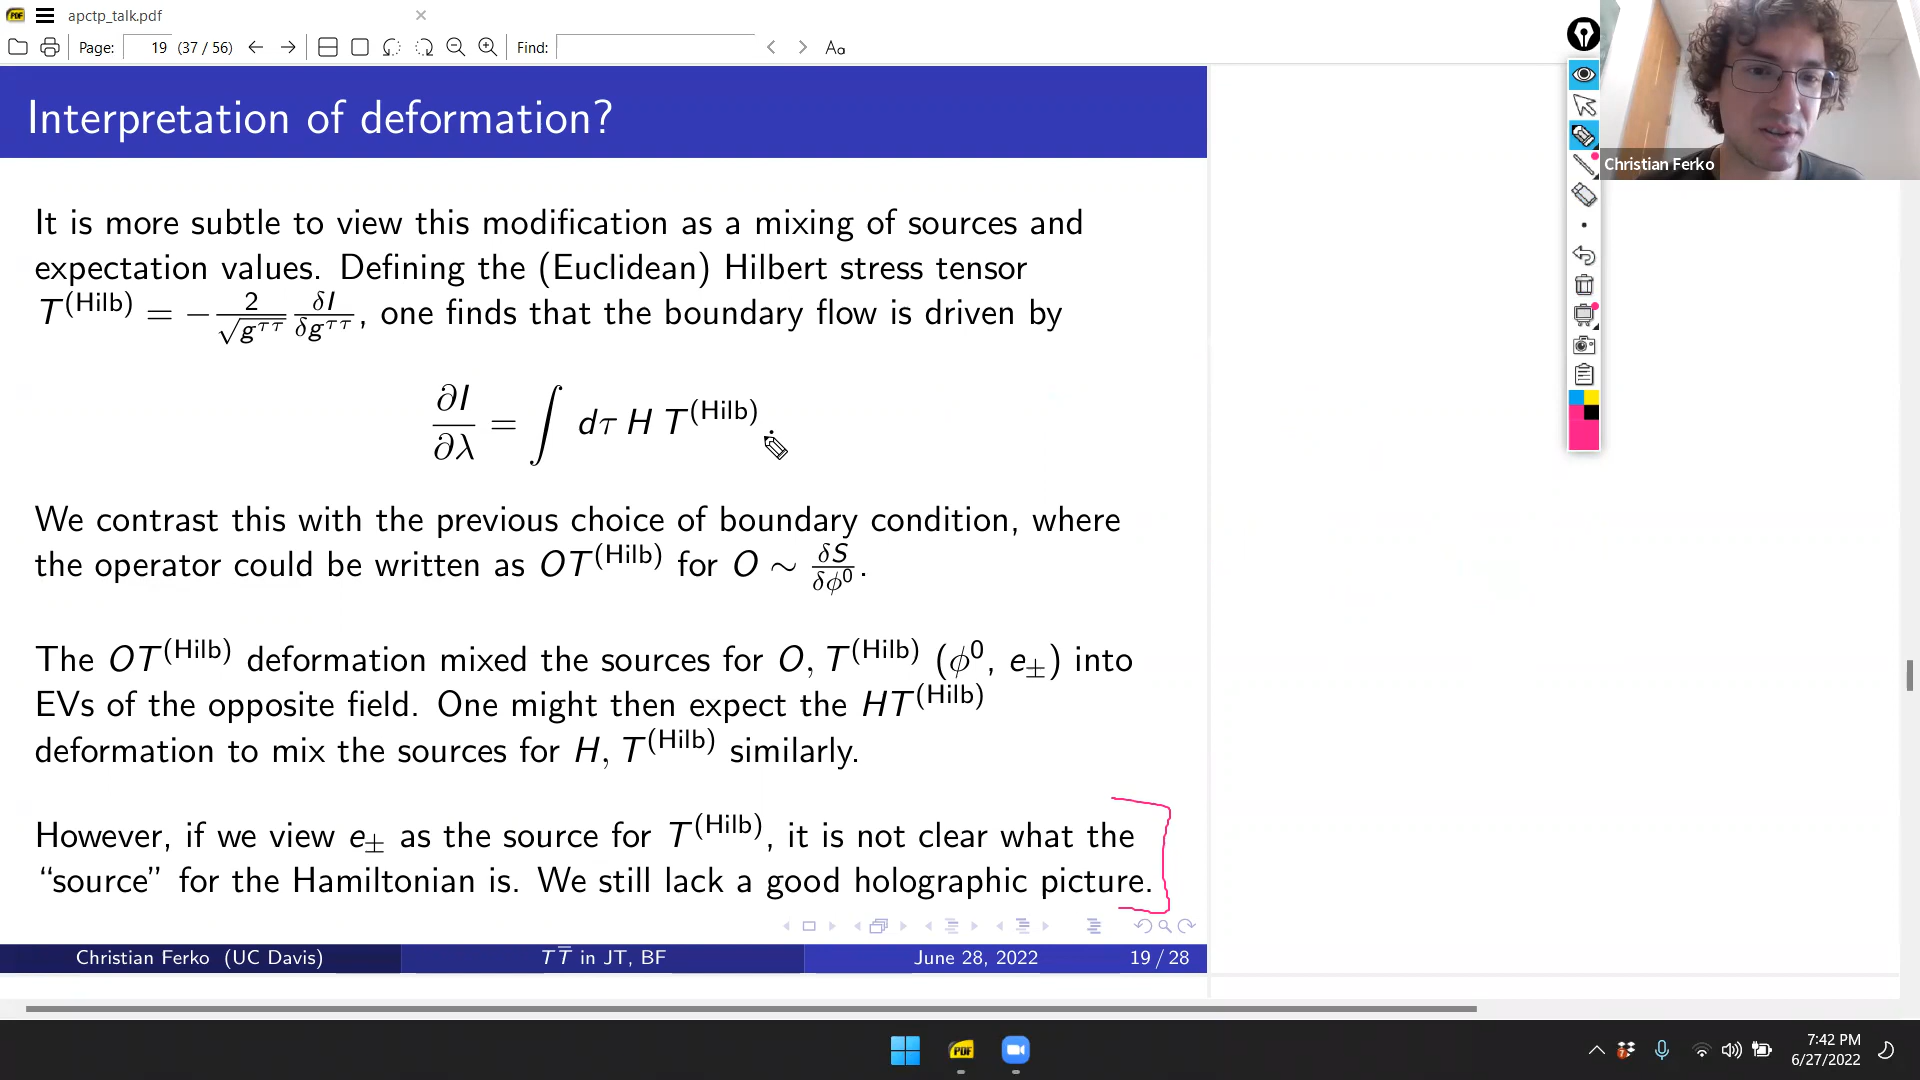 apctp_talk.pdf
Page: 19 (37 / 56) Find: Aa
Interpretation of deformation?
It is more subtle to view this modification as a mixing of sources and
expectation values. Defining the (Euclidean) Hilbert stress tensor
T^(Hilb) = − 2/√g^ττ δI/δg^ττ, one finds that the boundary flow is driven by
∂I/∂λ = ∫ dτ H T^(Hilb).
We contrast this with the previous choice of boundary condition, where
the operator could be written as OT^(Hilb) for O ∼ δS/δϕ^0.
The OT^(Hilb) deformation mixed the sources for O, T^(Hilb) (ϕ^0, e_±) into
EVs of the opposite field. One might then expect the HT^(Hilb)
deformation to mix the sources for H, T^(Hilb) similarly.
However, if we view e_± as the source for T^(Hilb), it is not clear what the
“source” for the Hamiltonian is. We still lack a good holographic picture.
Christian Ferko (UC Davis) TT̅ in JT, BF June 28, 2022 19 / 28
Christian Ferko
PDF
7:42 PM
6/27/2022